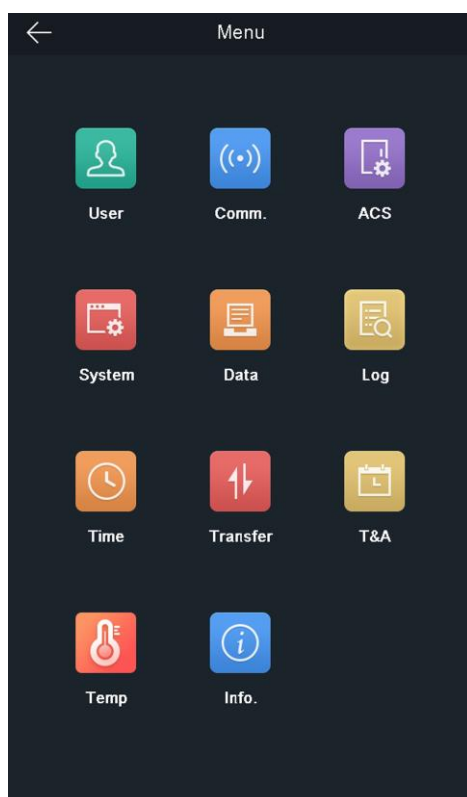 Menu
User Comm. ACS
System Data Log
Time Transfer T&A
Temp Info.